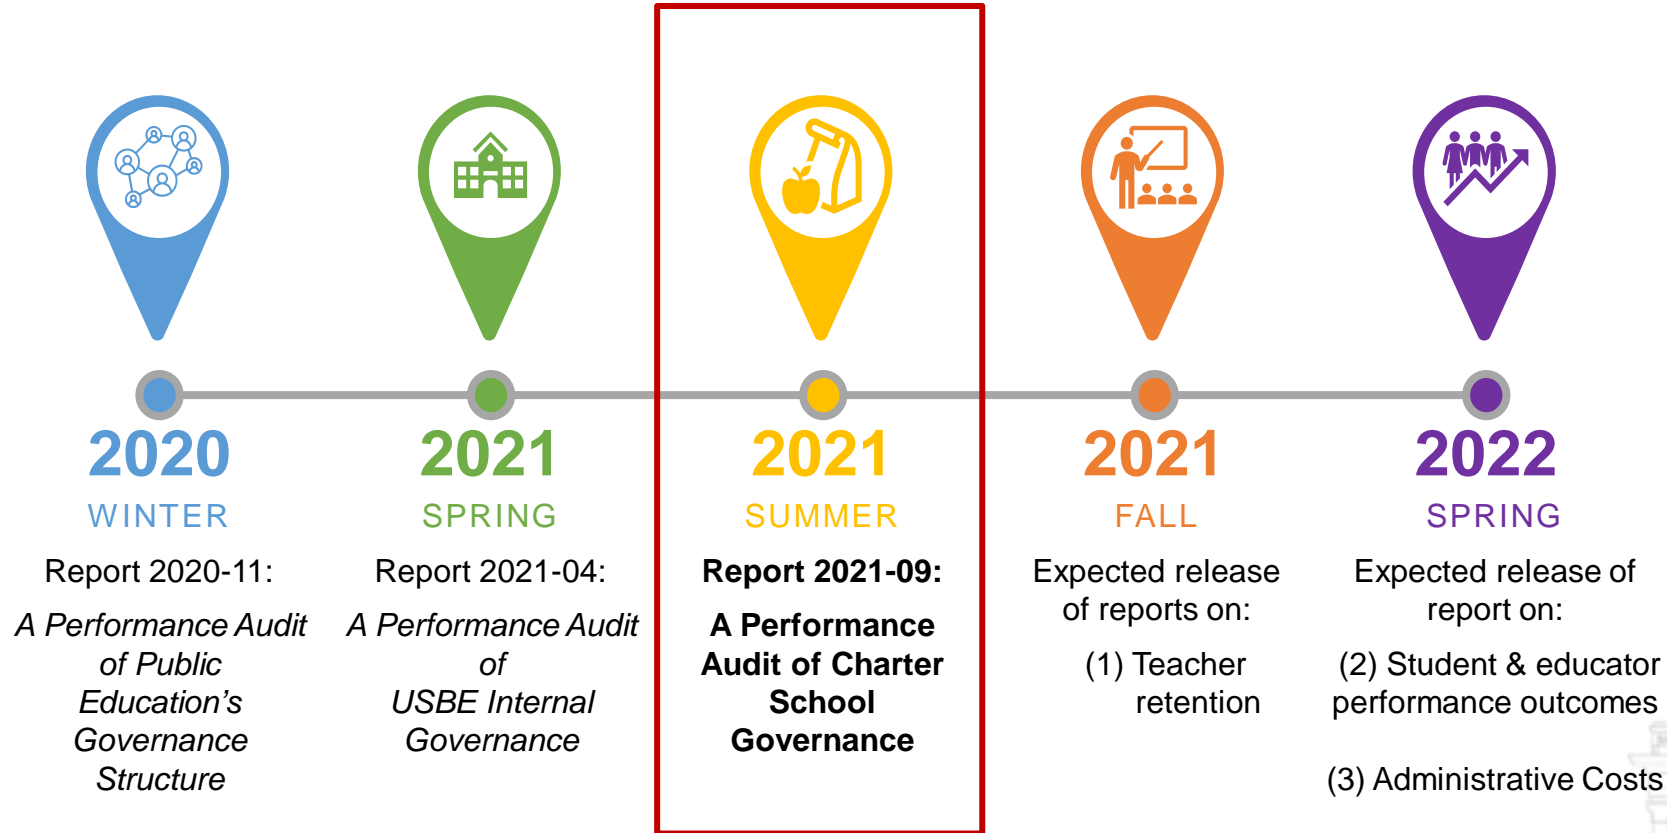 2020
WINTER
Report 2020-11:
A Performance Audit
of Public
Education’s
Governance
Structure
2021
SPRING
Report 2021-04:
A Performance Audit
of
USBE Internal
Governance
2021
SUMMER
Report 2021-09:
A Performance
Audit of Charter
School
Governance
2021
FALL
Expected release
of reports on:
(1) Teacher
retention
2022
SPRING
Expected release of
report on:
(2) Student & educator
performance outcomes
(3) Administrative Costs